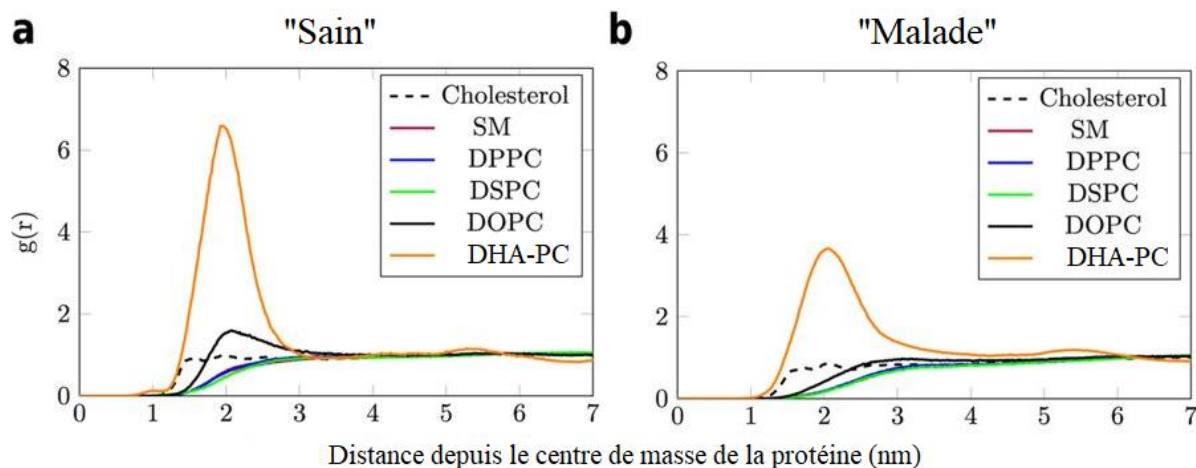 a "Sain"
b "Malade"
8
6
4
2
0
g(r)
Cholesterol
SM
DPPC
DSPC
DOPC
DHA-PC
0 1 2 3 4 5 6 7
8
6
4
2
0
Cholesterol
SM
DPPC
DSPC
DOPC
DHA-PC
0 1 2 3 4 5 6 7
Distance depuis le centre de masse de la protéine (nm)